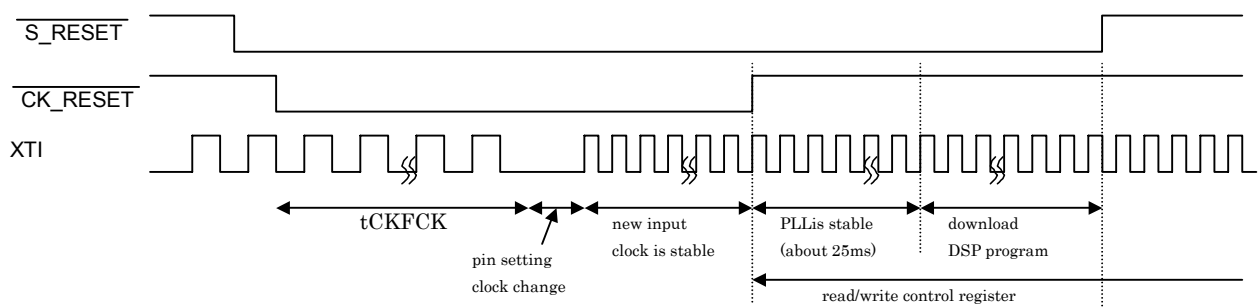 S_RESET
CK_RESET
XTI
tCKFCK
pin setting
clock change
new input
clock is stable
PLLis stable
(about 25ms)
download
DSP program
read/write control register